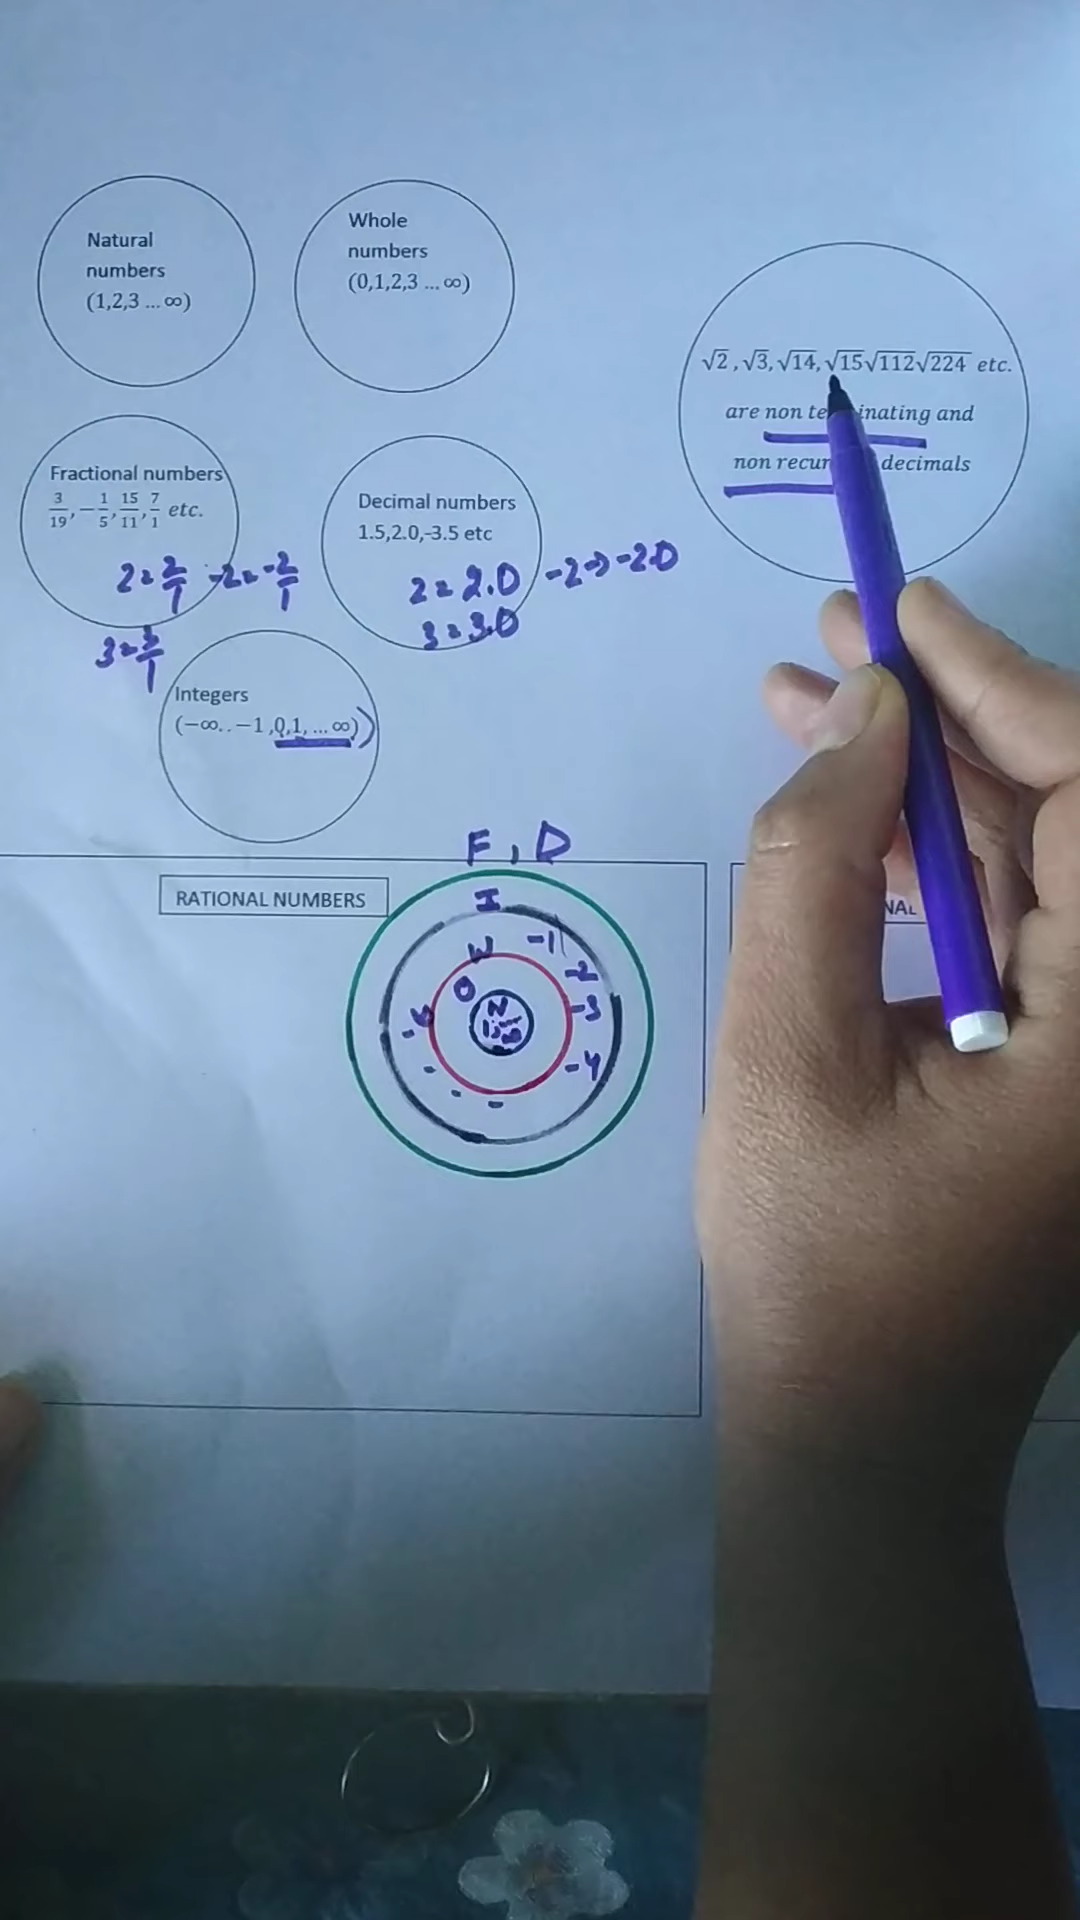 Natural
numbers
(1,2,3 ... ∞)
Whole
numbers
(0,1,2,3 ... ∞)
√2 , √3, √14, √15√112√224 etc.
are non te inating and
non recur decimals
Fractional numbers
3/19, −1/5, 15/11, 7/1 etc.
2 = 2/1 -2 = -2/1
3 = 3/1
Decimal numbers
1.5,2.0,-3.5 etc
2 = 2.0 -2 → -2.0
3 = 3.0
Integers
(−∞.. −1 ,0,1, ... ∞))
F, D
RATIONAL NUMBERS
NAL
I
W
-1
-2
0
N
-3
-4